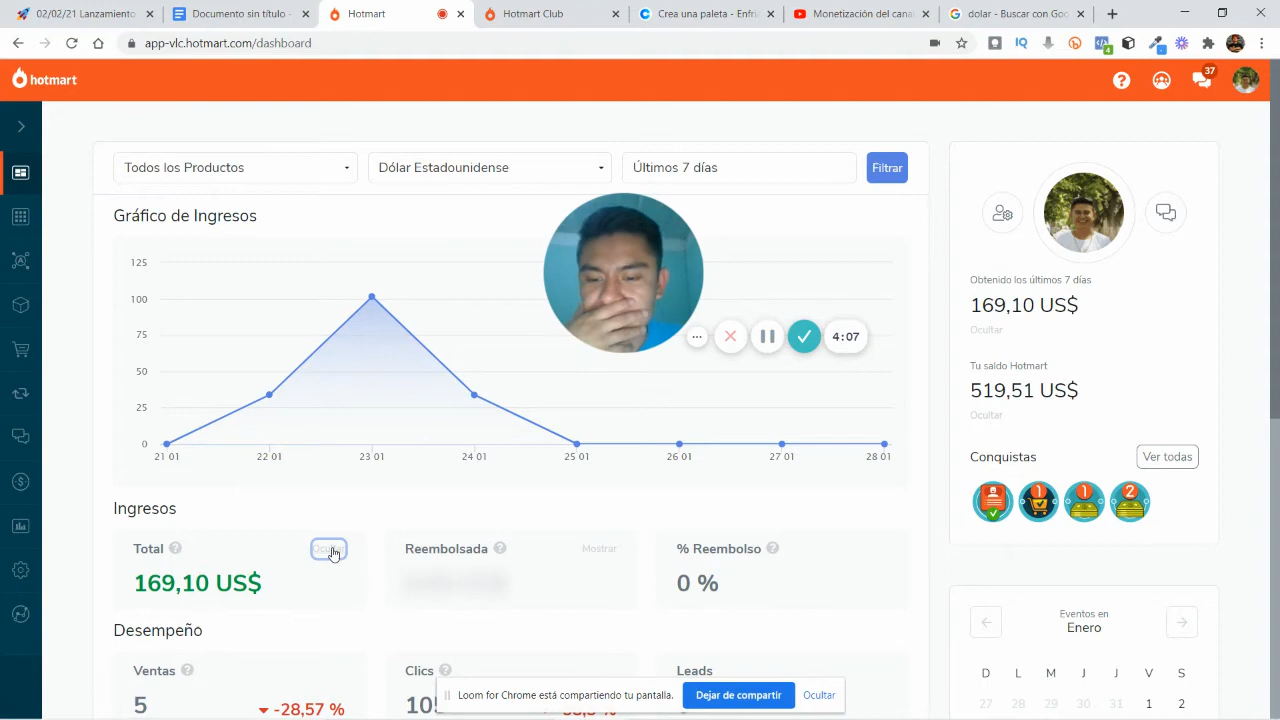 02/02/21 Lanzamiento
Documento sin título -
Hotmart
Hotmart Club
Crea una paleta - Enfri
Monetización del cana
dolar - Buscar con Goo
app-vlc.hotmart.com/dashboard
IQ
4
hotmart
37
Todos los Productos
Dólar Estadounidense
Últimos 7 días
Filtrar
Gráfico de Ingresos
125
100
75
50
25
0
21 01
22 01
23 01
24 01
25 01
26 01
27 01
28 01
4:07
Obtenido los últimos 7 días
169,10 US$
Ocultar
Tu saldo Hotmart
519,51 US$
Ocultar
Conquistas
Ver todas
1
1
2
Ingresos
Total
Ocultar
169,10 US$
Reembolsada
Mostrar
% Reembolso
0 %
Desempeño
Ventas
5
-28,57 %
Clics
Leads
Eventos en
Enero
D L M J J V S
27 28 29 30 31 1 2
Loom for Chrome está compartiendo tu pantalla.
Dejar de compartir
Ocultar